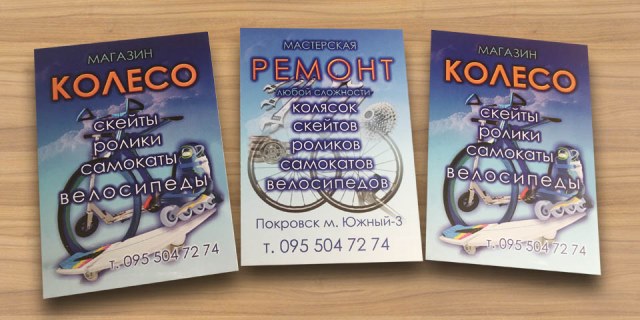 МАГАЗИН
КОЛЕСО
скейты
ролики
самокаты
велосипеды
т. 095 504 72 74
МАСТЕРСКАЯ
РЕМОНТ
любой сложности
колясок
скейтов
роликов
самокатов
велосипедов
Покровск м. Южный-3
т. 095 504 72 74
МАГАЗИН
КОЛЕСО
скейты
ролики
самокаты
велосипеды
т. 095 504 72 74